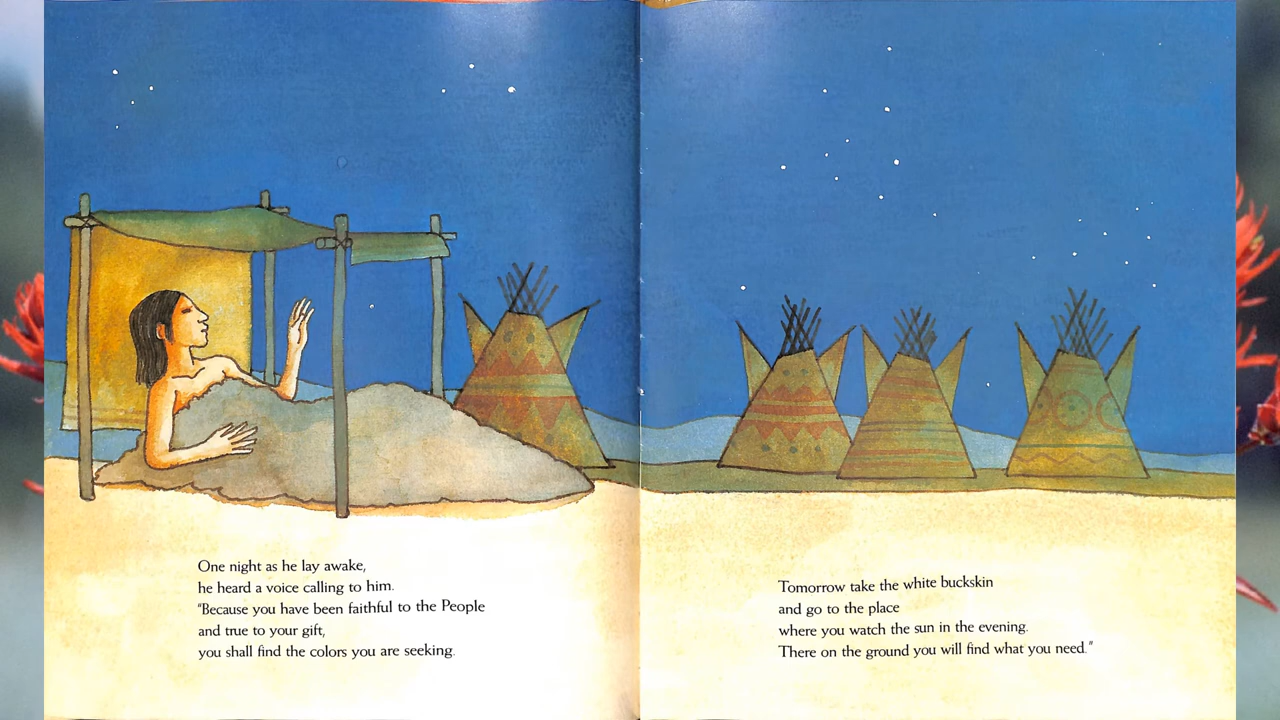 One night as he lay awake,
he heard a voice calling to him.
"Because you have been faithful to the People
and true to your gift,
you shall find the colors you are seeking.
Tomorrow take the white buckskin
and go to the place
where you watch the sun in the evening.
There on the ground you will find what you need."